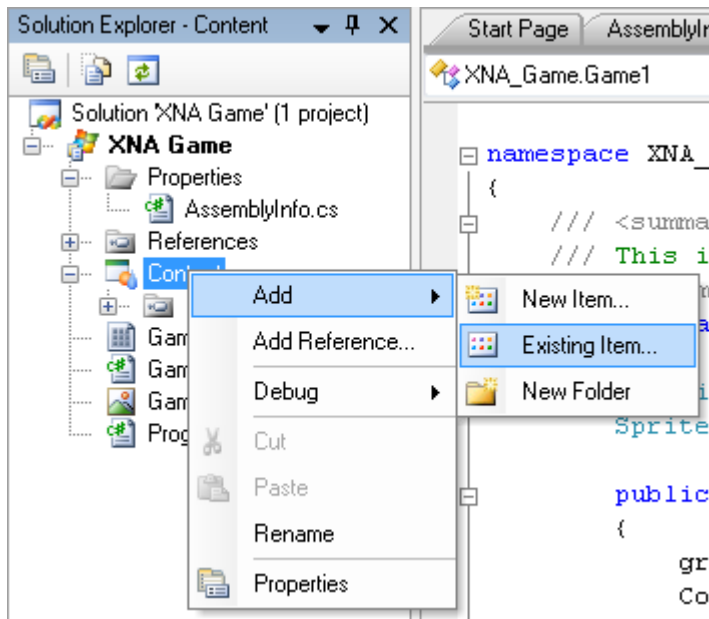 Solution Explorer - Content
Start Page
XNA_Game.Game1
Solution 'XNA Game' (1 project)
XNA Game
Properties
AssemblyInfo.cs
References
Add
Add Reference...
Debug
Cut
Paste
Rename
Properties
New Item...
Existing Item...
New Folder
namespace XNA_
{
/// <summa
/// This i
Sprite
public
{
gr
Co